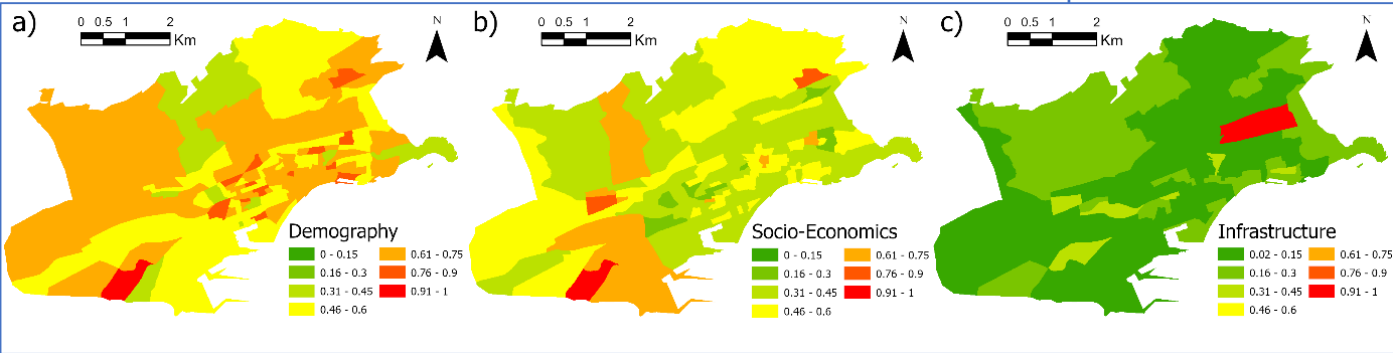 a)
0 0.5 1 2
Km
N
Demography
0 - 0.15
0.16 - 0.3
0.31 - 0.45
0.46 - 0.6
0.61 - 0.75
0.76 - 0.9
0.91 - 1
b)
0 0.5 1 2
Km
N
Socio-Economics
0 - 0.15
0.16 - 0.3
0.31 - 0.45
0.46 - 0.6
0.61 - 0.75
0.76 - 0.9
0.91 - 1
c)
0 0.5 1 2
Km
N
Infrastructure
0.02 - 0.15
0.16 - 0.3
0.31 - 0.45
0.46 - 0.6
0.61 - 0.75
0.76 - 0.9
0.91 - 1